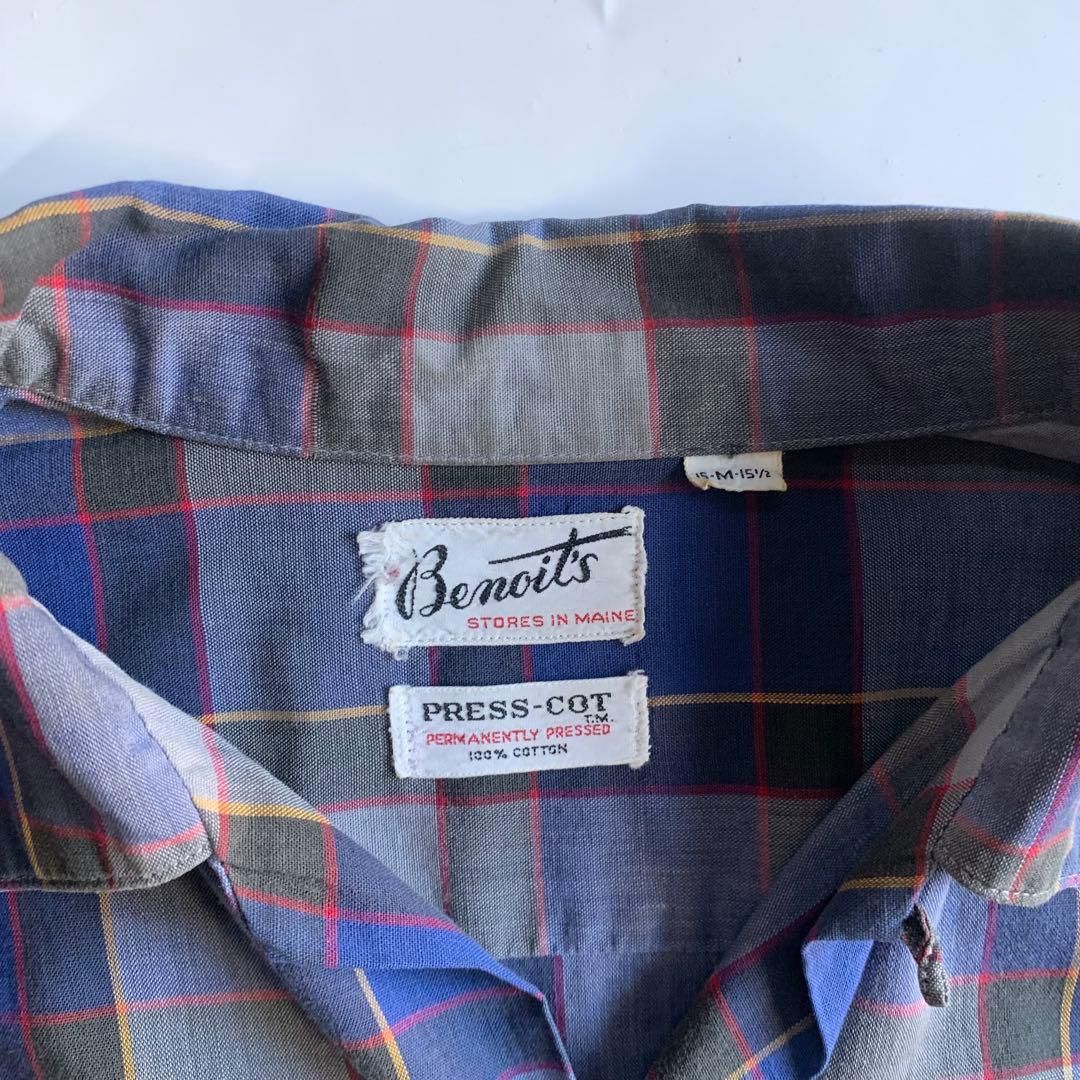 15-M-15½
Benoit's
STORES IN MAINE
PRESS-COT
T.M.
PERMANENTLY PRESSED
100% COTTON